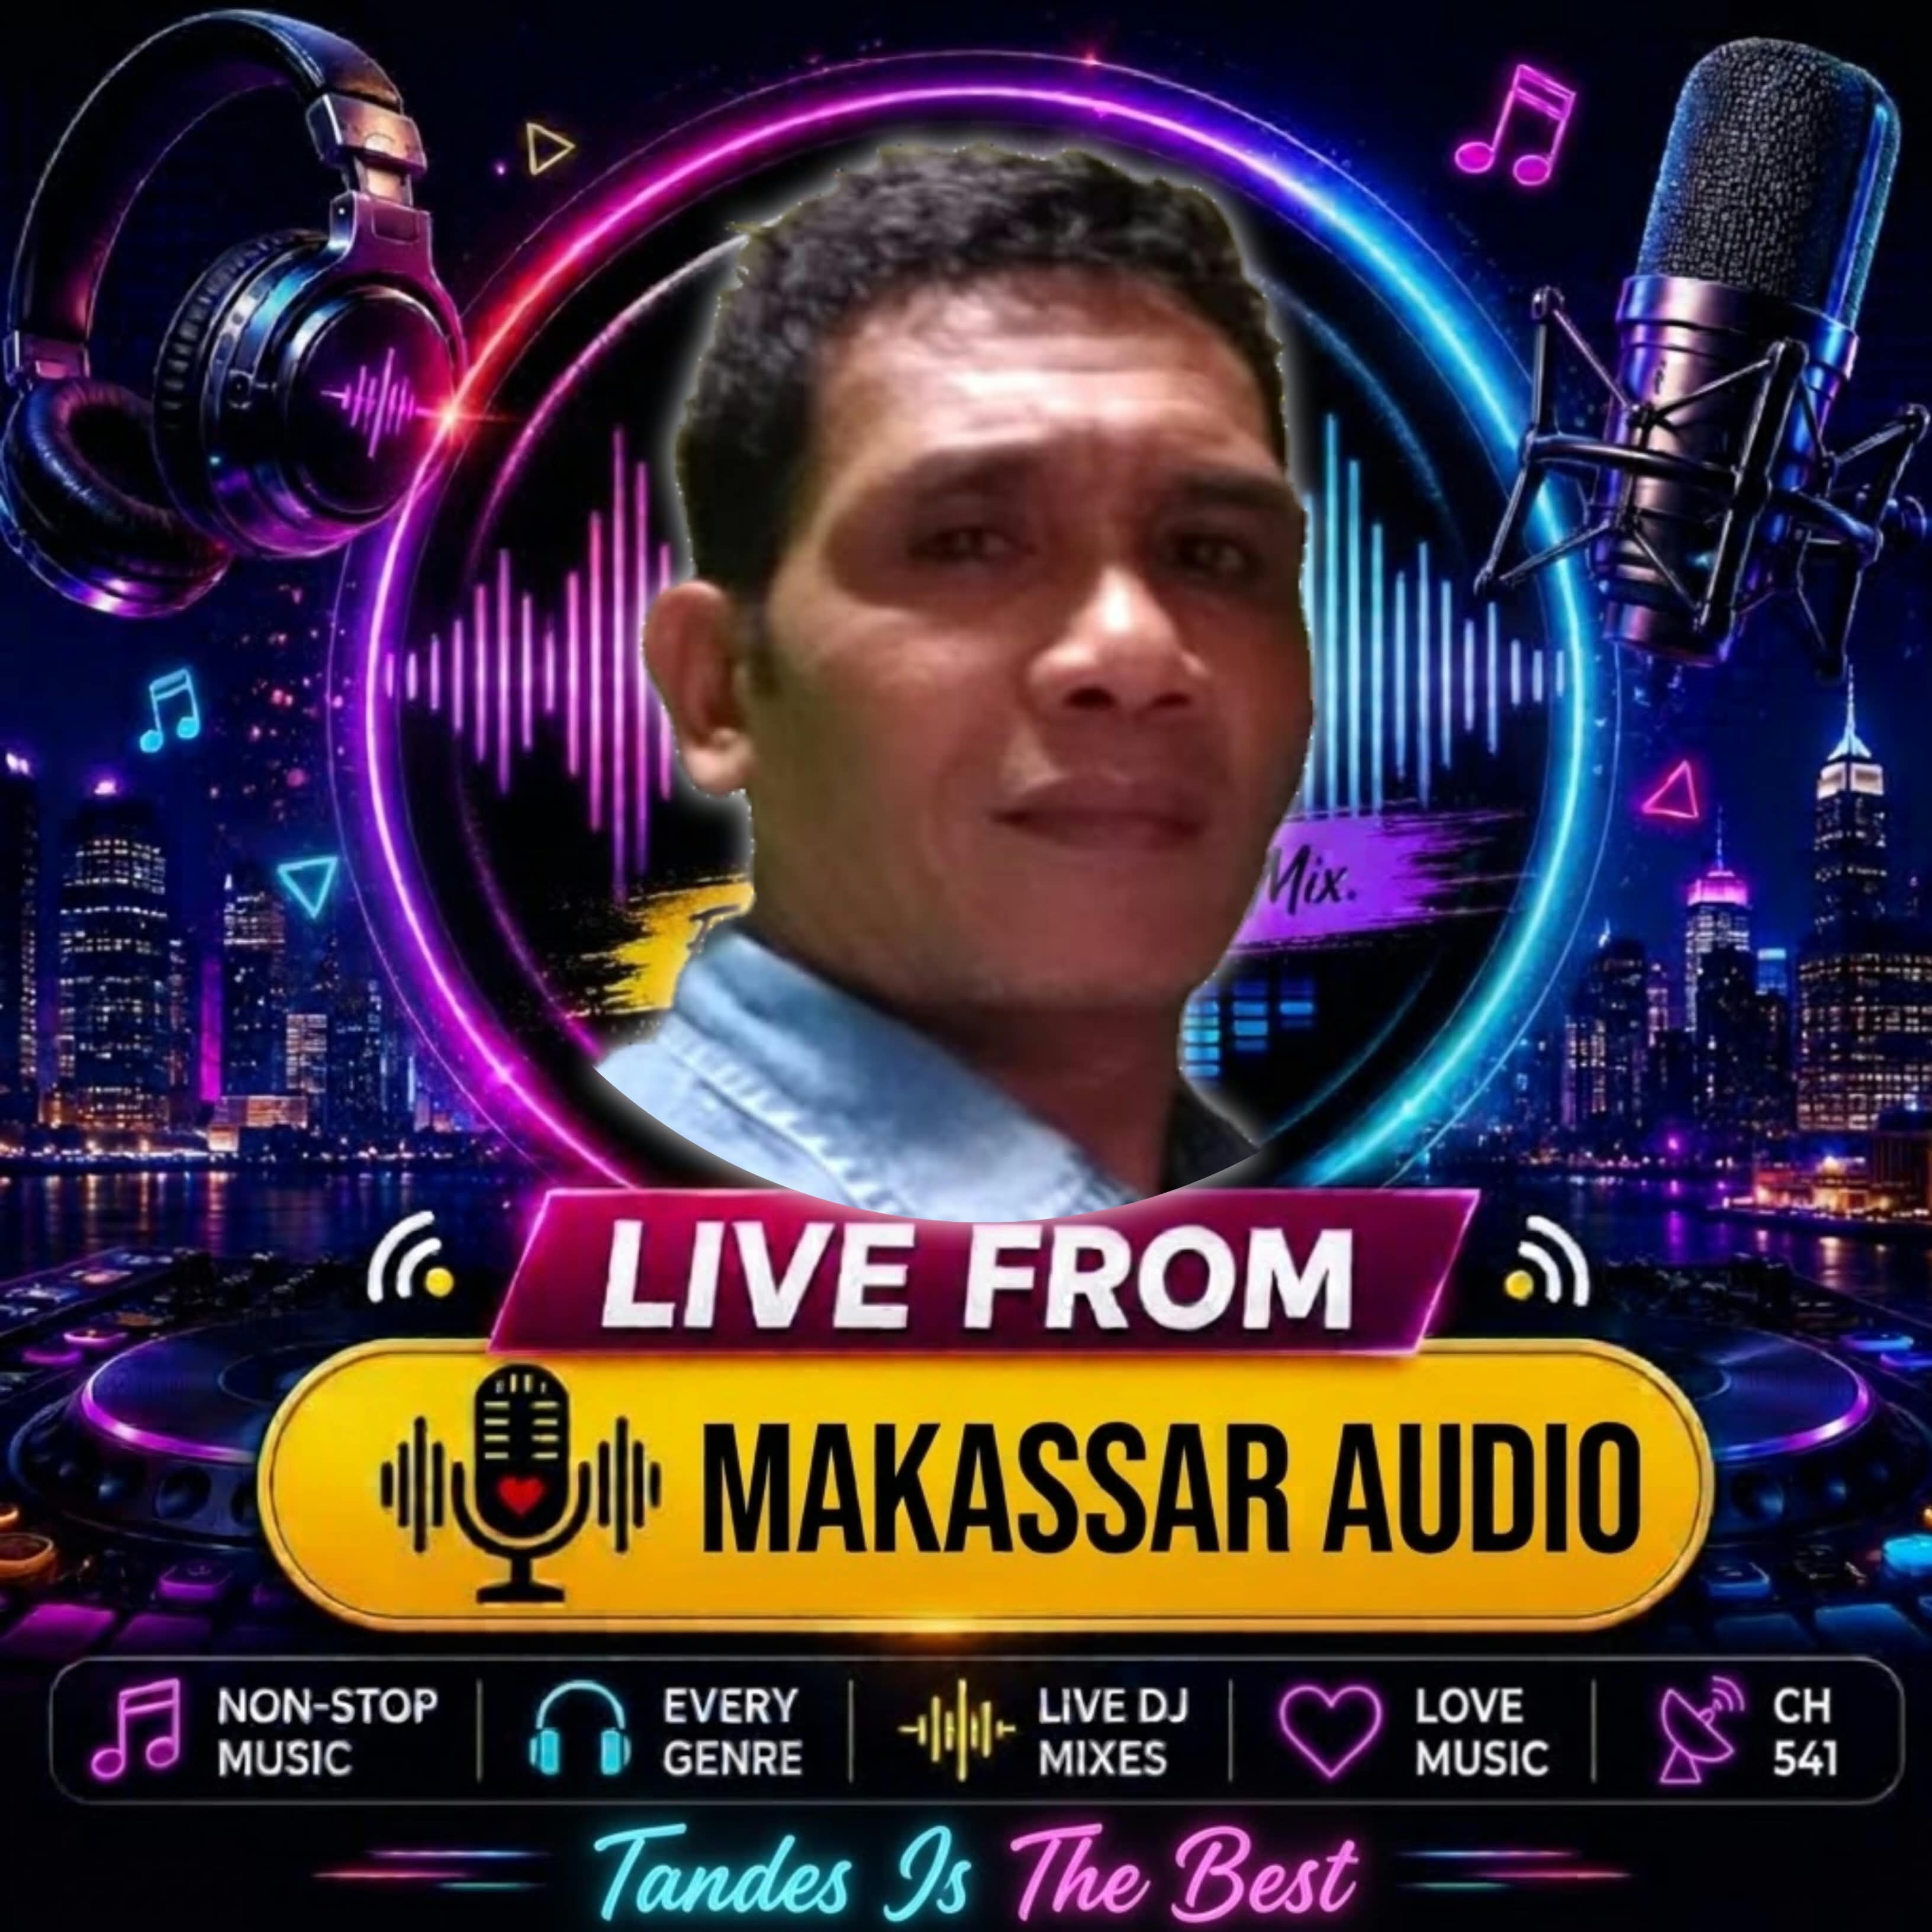 Mix.
LIVE FROM
MAKASSAR AUDIO
NON-STOP
MUSIC
EVERY
GENRE
LIVE DJ
MIXES
LOVE
MUSIC
CH
541
Tandes Is The Best